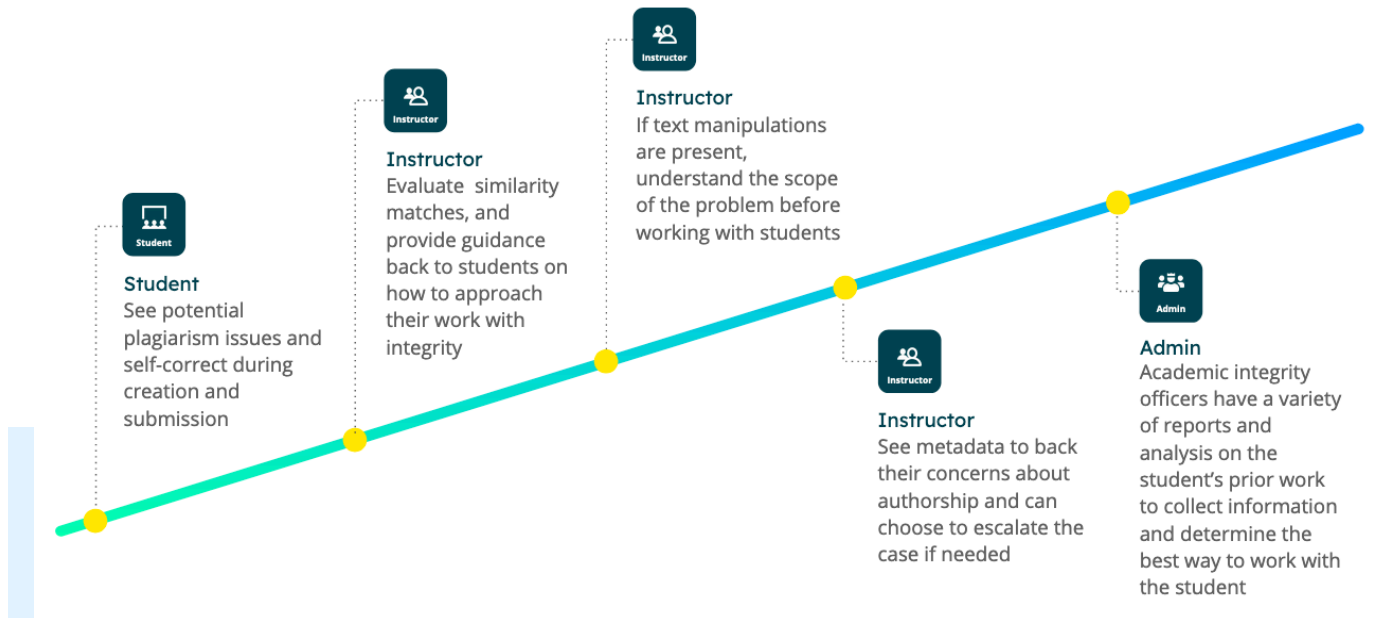 Student
Student
See potential
plagiarism issues and
self-correct during
creation and
submission
Instructor
Instructor
Evaluate similarity
matches, and
provide guidance
back to students on
how to approach
their work with
integrity
Instructor
Instructor
If text manipulations
are present,
understand the scope
of the problem before
working with students
Instructor
Instructor
See metadata to back
their concerns about
authorship and can
choose to escalate the
case if needed
Admin
Admin
Academic integrity
officers have a variety
of reports and
analysis on the
student’s prior work
to collect information
and determine the
best way to work with
the student